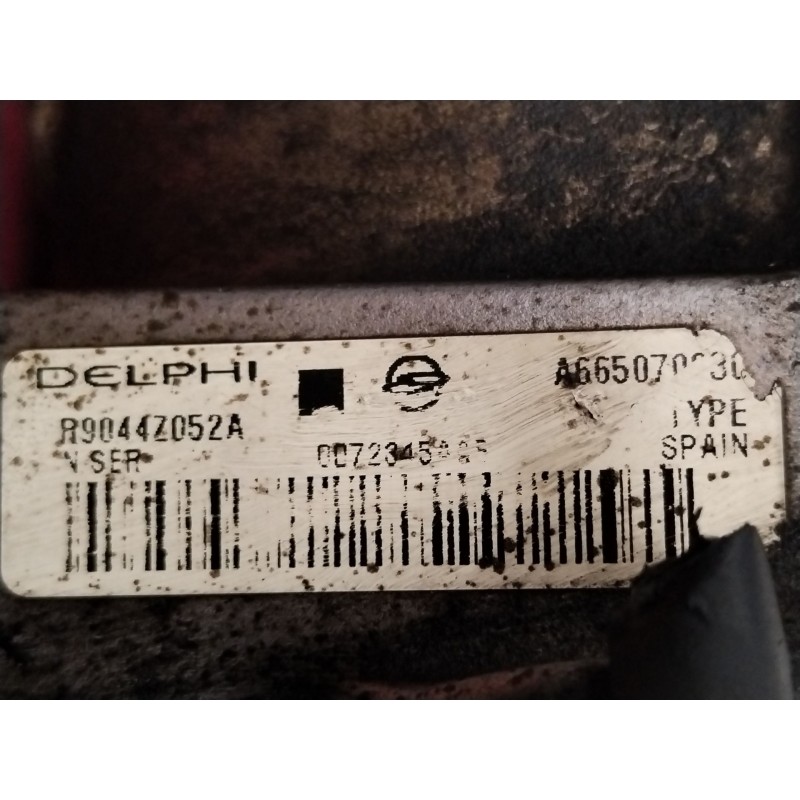 DELPHI
R9044Z052A
TYPE
N SER
SPAIN